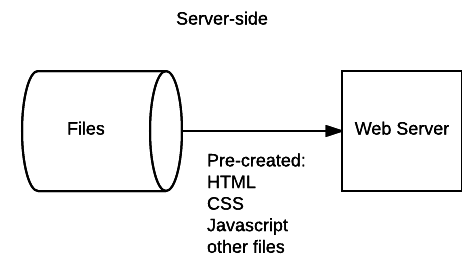 Server-side
Files
Web Server
Pre-created:
HTML
CSS
Javascript
other files